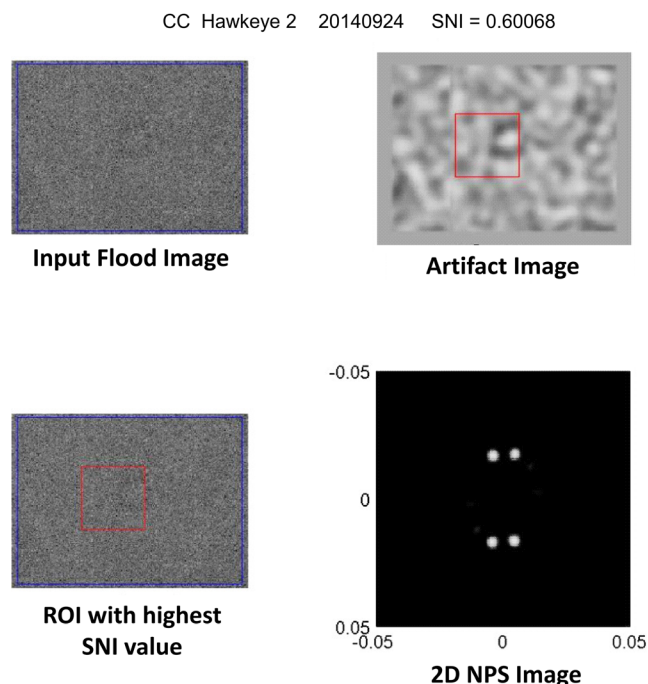 CC Hawkeye 2 20140924 SNI = 0.60068
Input Flood Image
Artifact Image
ROI with highest
SNI value
-0.05
0
0.05
-0.05
0
0.05
2D NPS Image